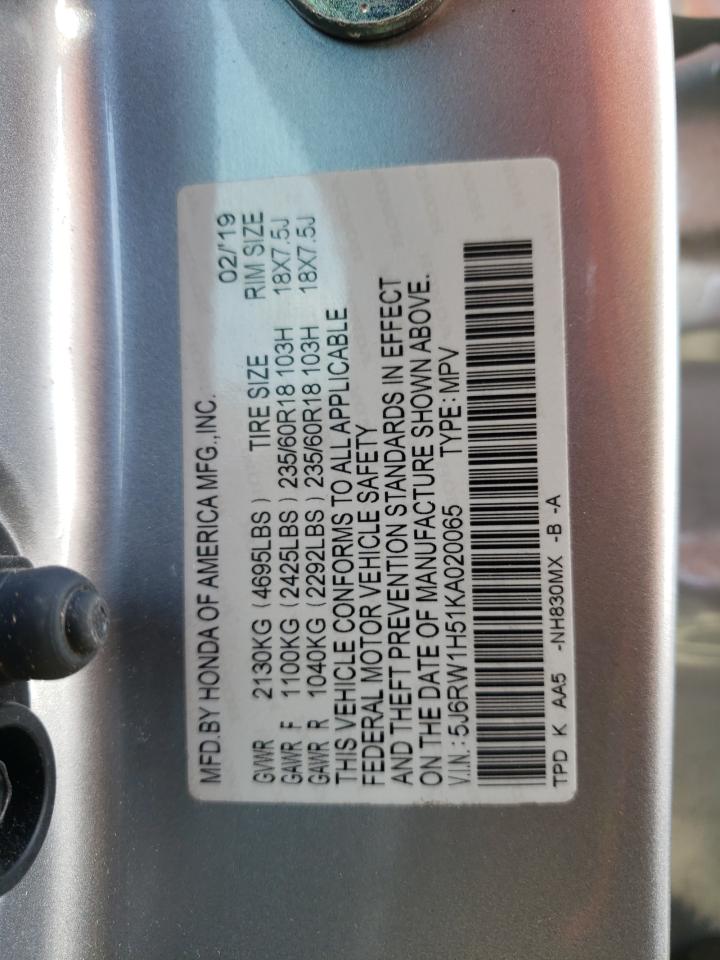 MFD. BY HONDA OF AMERICA MFG., INC. 02/'19
GVWR 2130KG (4695LBS) TIRE SIZE RIM SIZE
GAWR F 1100KG (2425LBS) 235/60R18 103H 18X7.5J
GAWR R 1040KG (2292LBS) 235/60R18 103H 18X7.5J
THIS VEHICLE CONFORMS TO ALL APPLICABLE
FEDERAL MOTOR VEHICLE SAFETY
AND THEFT PREVENTION STANDARDS IN EFFECT
ON THE DATE OF MANUFACTURE SHOWN ABOVE.
V.I.N.: 5J6RW1H51KA020065 TYPE: MPV
TPD K AA5 -NH830MX -B -A